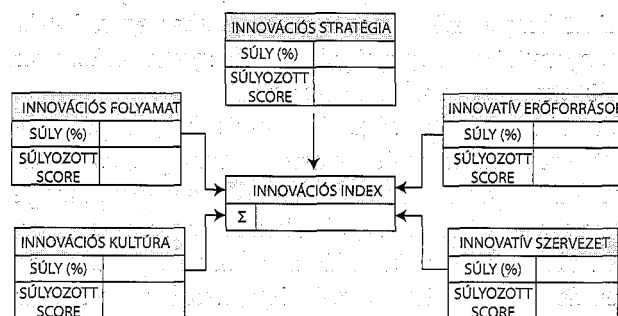 INNOVÁCIÓS STRATÉGIA
SÚLY (%)
SÚLYOZOTT
SCORE
INNOVÁCIÓS FOLYAMAT
SÚLY (%)
SÚLYOZOTT
SCORE
INNOVATÍV ERŐFORRÁSOK
SÚLY (%)
SÚLYOZOTT
SCORE
INNOVÁCIÓS INDEX
Σ
INNOVÁCIÓS KULTÚRA
SÚLY (%)
SÚLYOZOTT
SCORE
INNOVATÍV SZERVEZET
SÚLY (%)
SÚLYOZOTT
SCORE